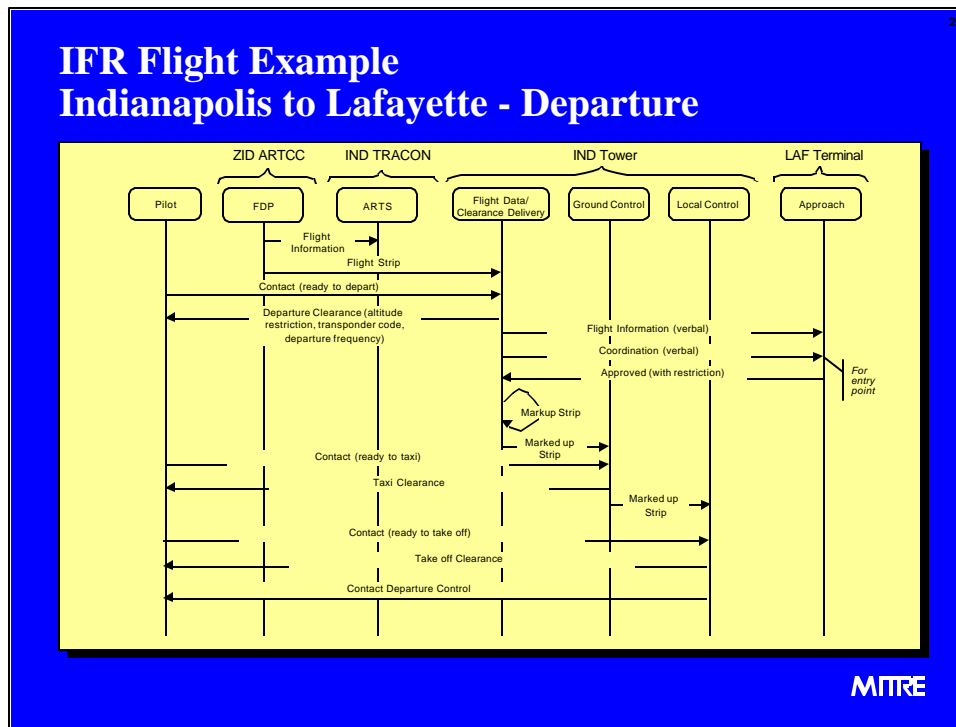 2
IFR Flight Example
Indianapolis to Lafayette - Departure
ZID ARTCC
IND TRACON
IND Tower
LAF Terminal
Pilot
FDP
ARTS
Flight Data/
Clearance Delivery
Ground Control
Local Control
Approach
Flight
Information
Flight Strip
Contact (ready to depart)
Departure Clearance (altitude
restriction, transponder code,
departure frequency)
Flight Information (verbal)
Coordination (verbal)
Approved (with restriction)
For
entry
point
Markup Strip
Marked up
Strip
Contact (ready to taxi)
Taxi Clearance
Marked up
Strip
Contact (ready to take off)
Take off Clearance
Contact Departure Control
MITRE